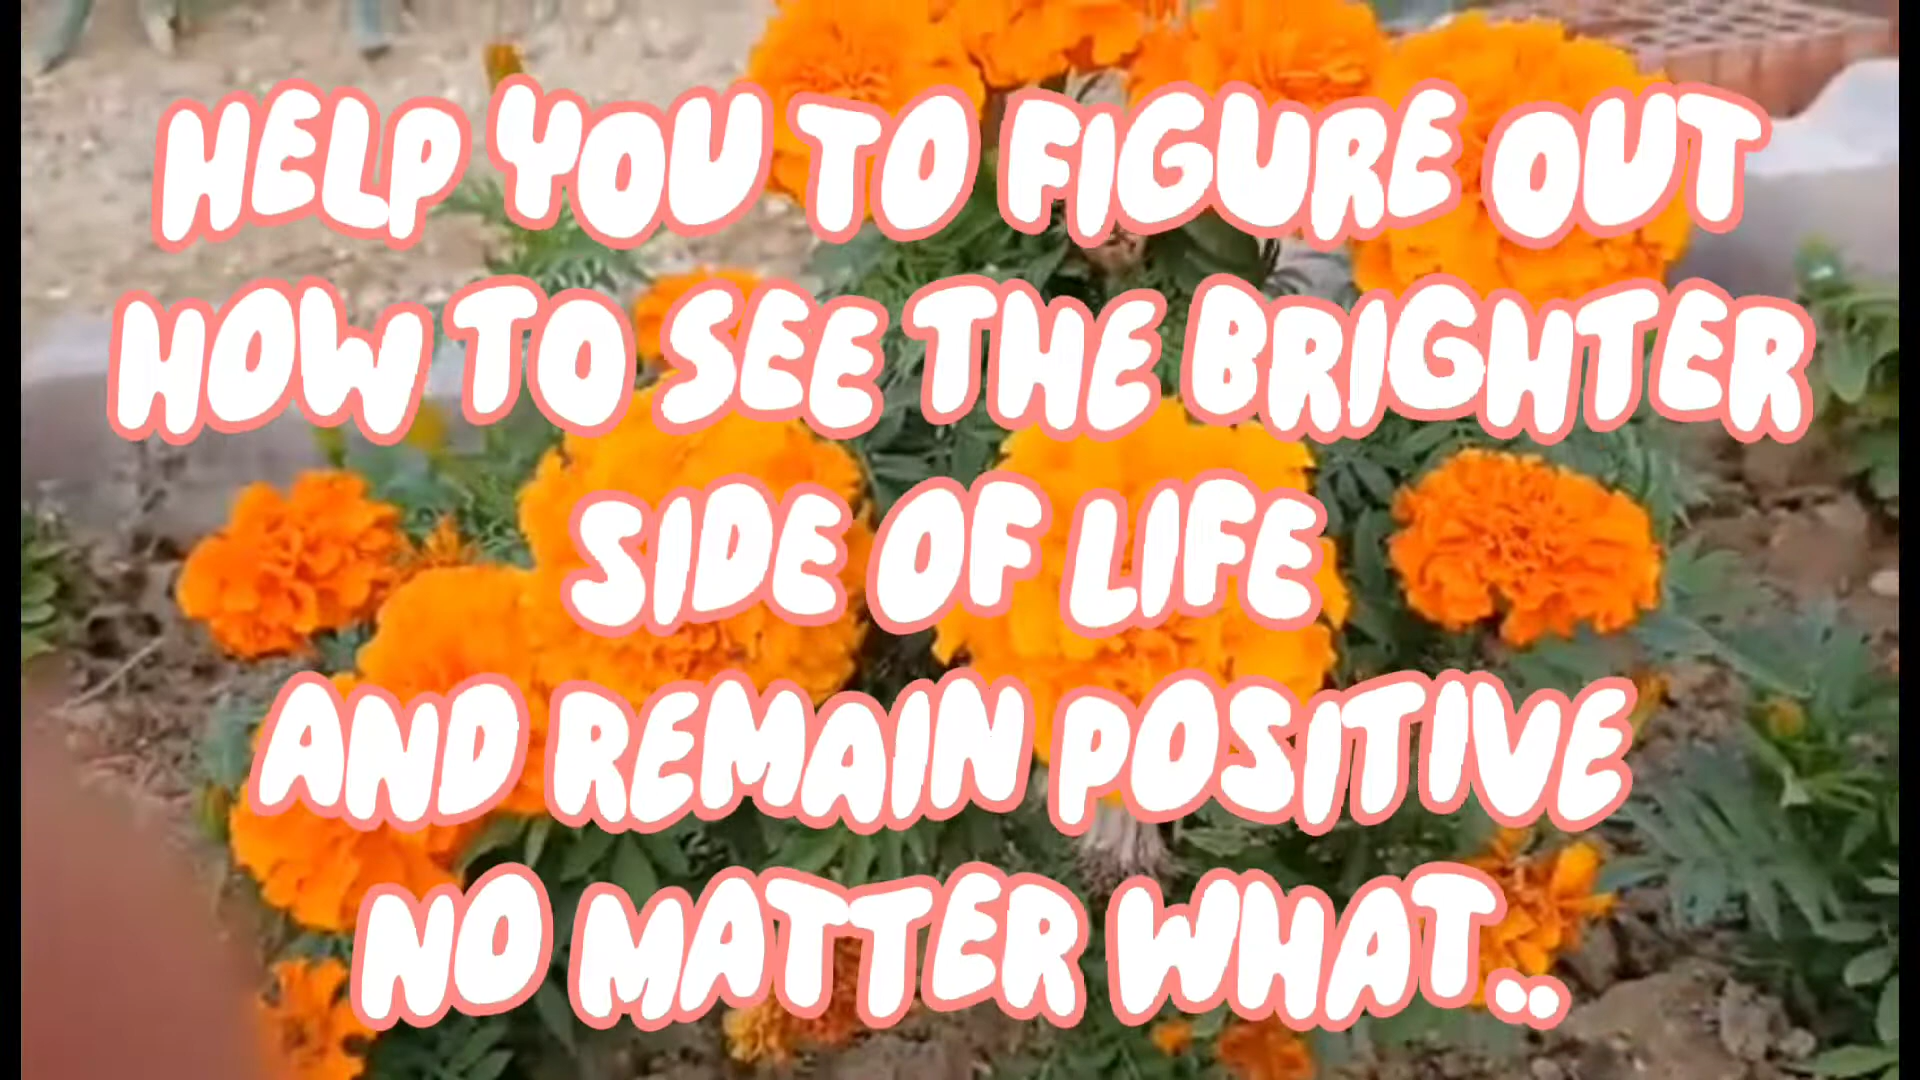 HELP YOU TO FIGURE OUT
HOW TO SEE THE BRIGHTER
SIDE OF LIFE
AND REMAIN POSITIVE
NO MATTER WHAT..